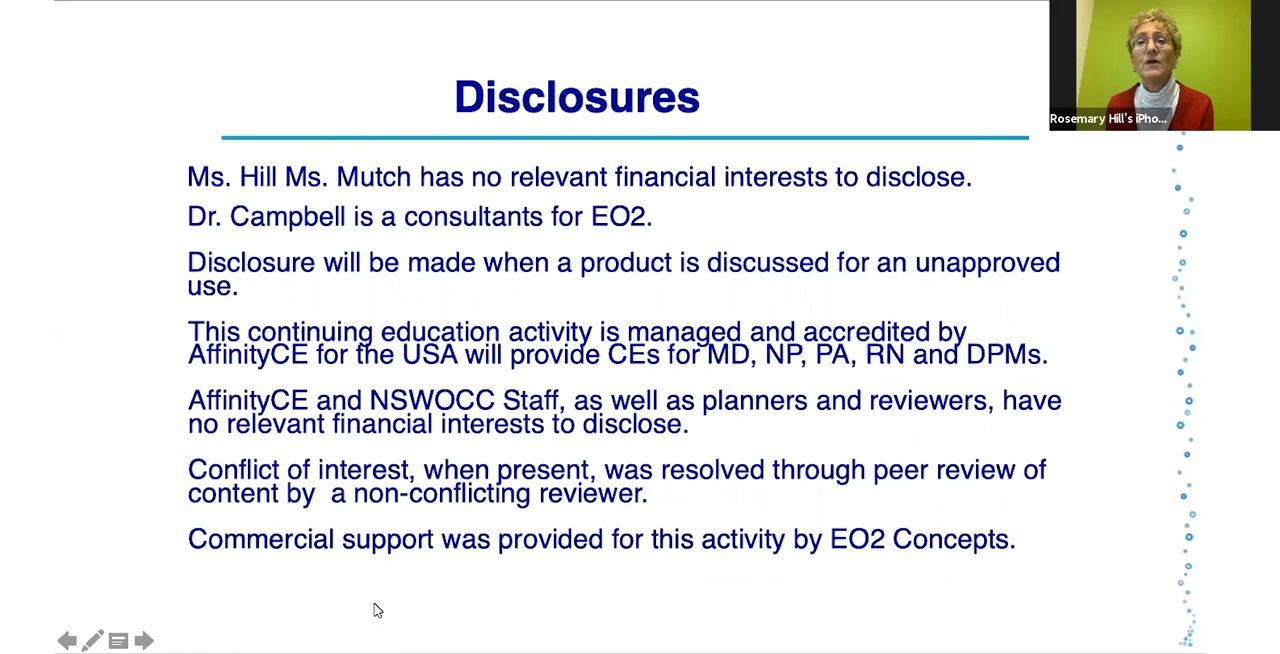 Disclosures
Rosemary Hill's iPho...
Ms. Hill Ms. Mutch has no relevant financial interests to disclose.
Dr. Campbell is a consultants for EO2.
Disclosure will be made when a product is discussed for an unapproved
use.
This continuing education activity is managed and accredited by
AffinityCE for the USA will provide CEs for MD, NP, PA, RN and DPMs.
AffinityCE and NSWOCC Staff, as well as planners and reviewers, have
no relevant financial interests to disclose.
Conflict of interest, when present, was resolved through peer review of
content by  a non-conflicting reviewer.
Commercial support was provided for this activity by EO2 Concepts.